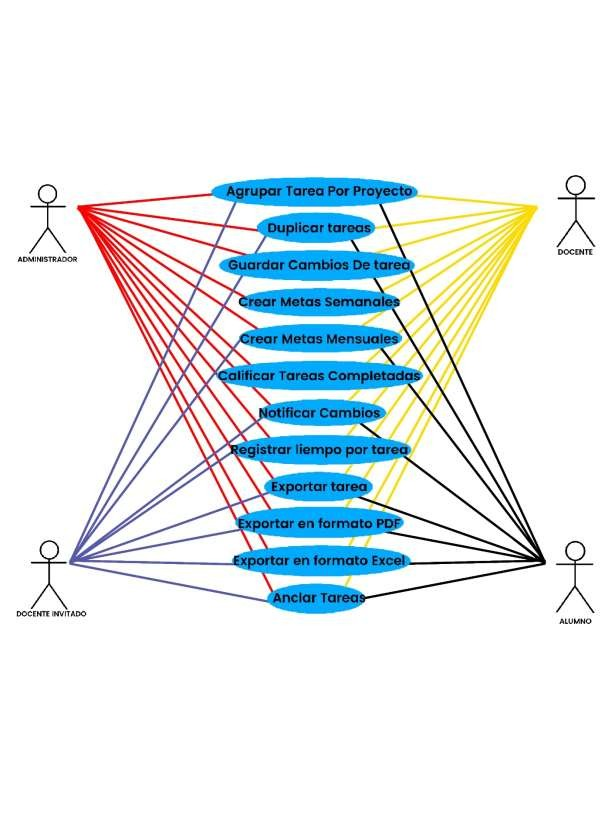 Agrupar Tarea Por Proyecto
Duplicar tareas
ADMINISTRADOR
DOCENTE
Guardar Cambios De tarea
Crear Metas Semanales
Crear Metas Mensuales
Calificar Tareas Completadas
Notificar Cambios
Registrar liempo por tarea
Exportar tarea
Exportar en formato PDF
Exportar en formato Excel
Anclar Tareas
DOCENTE INVITADO
ALUMNO